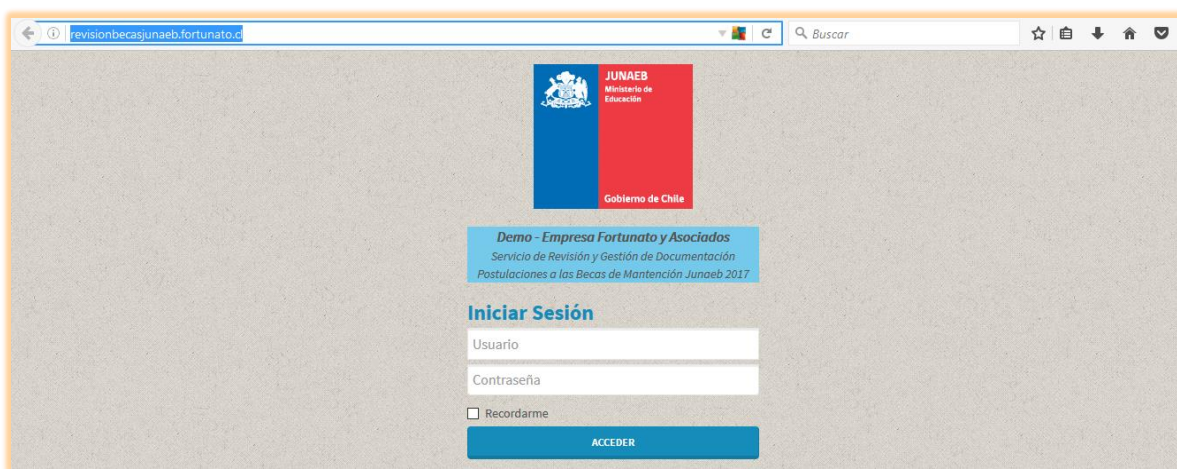 revisionbecasjunaeb.fortunato.cl
Buscar
JUNAEB
Ministerio de
Educación
Gobierno de Chile
Demo - Empresa Fortunato y Asociados
Servicio de Revisión y Gestión de Documentación
Postulaciones a las Becas de Mantención Junaeb 2017
Iniciar Sesión
Usuario
Contraseña
Recordarme
ACCEDER